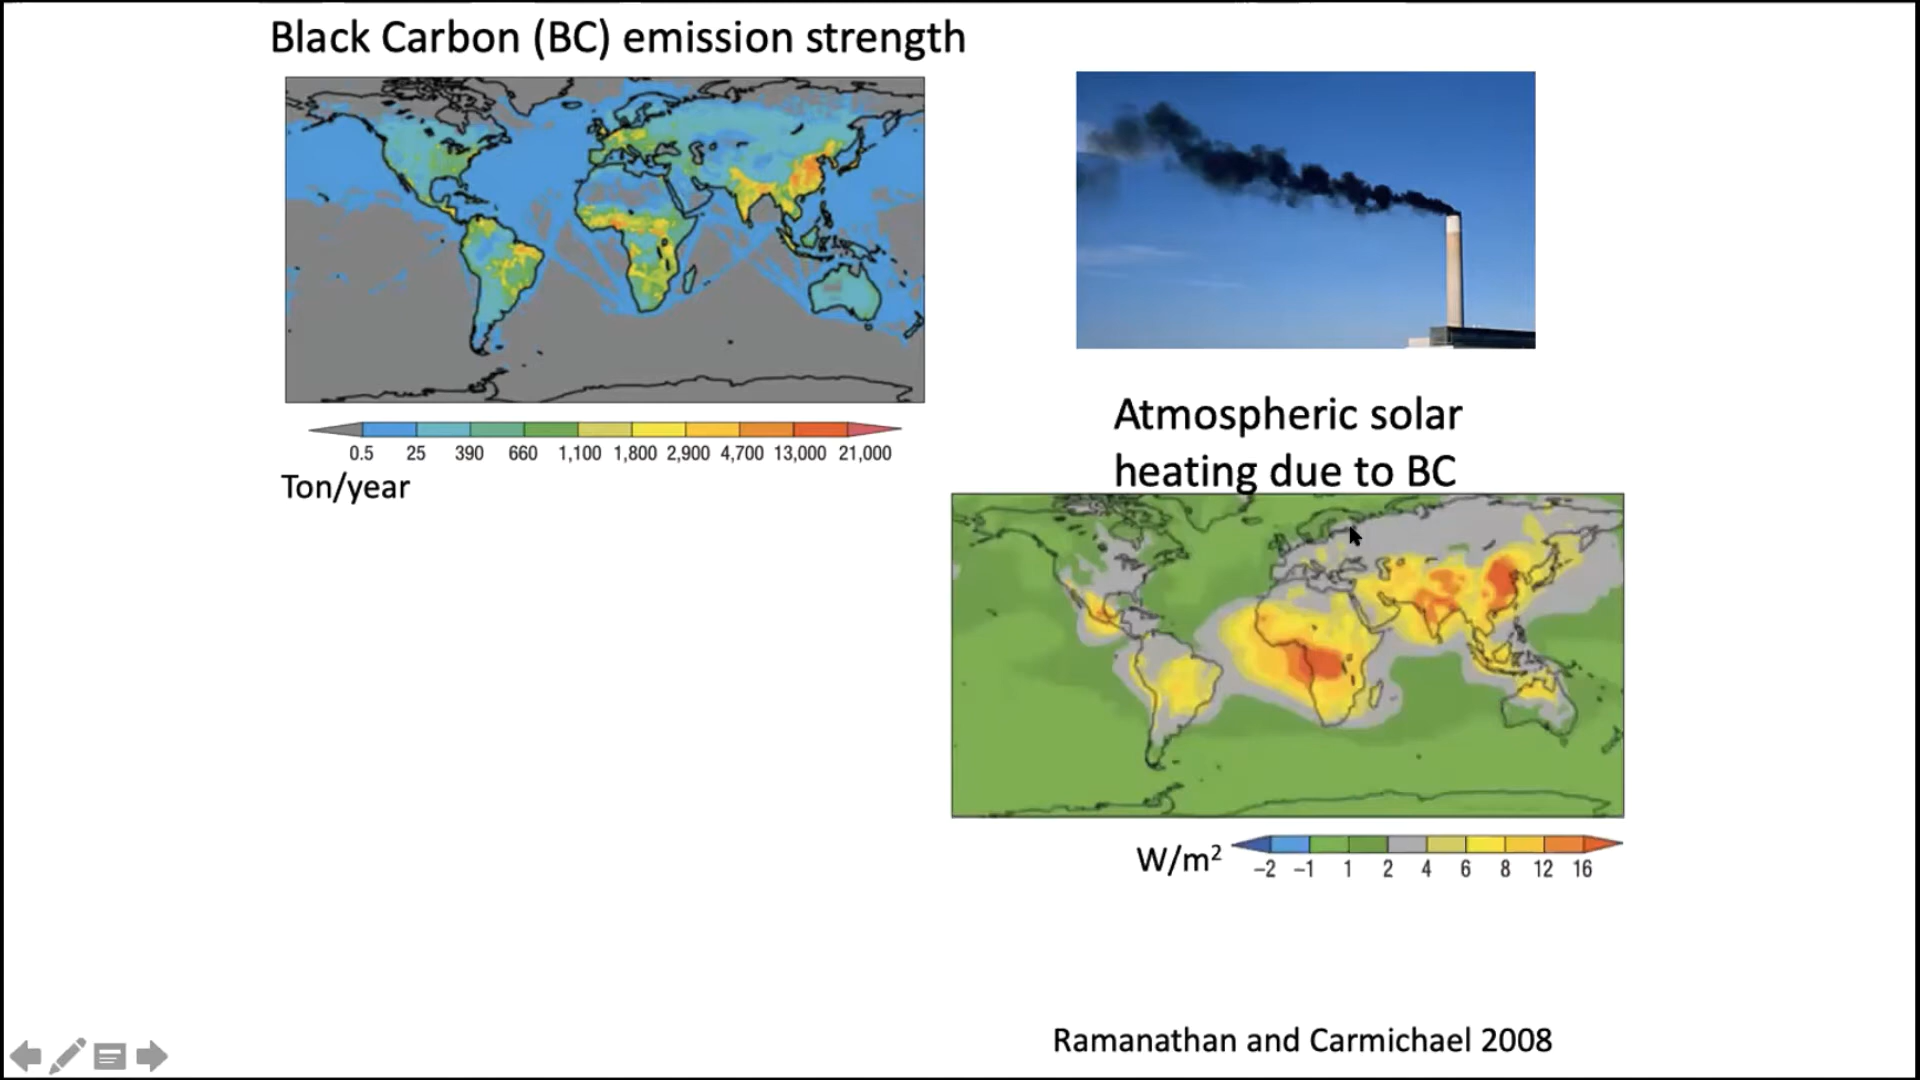 Black Carbon (BC) emission strength
0.5 25 390 660 1,100 1,800 2,900 4,700 13,000 21,000
Ton/year
Atmospheric solar
heating due to BC
W/m²
−2 −1 1 2 4 6 8 12 16
Ramanathan and Carmichael 2008